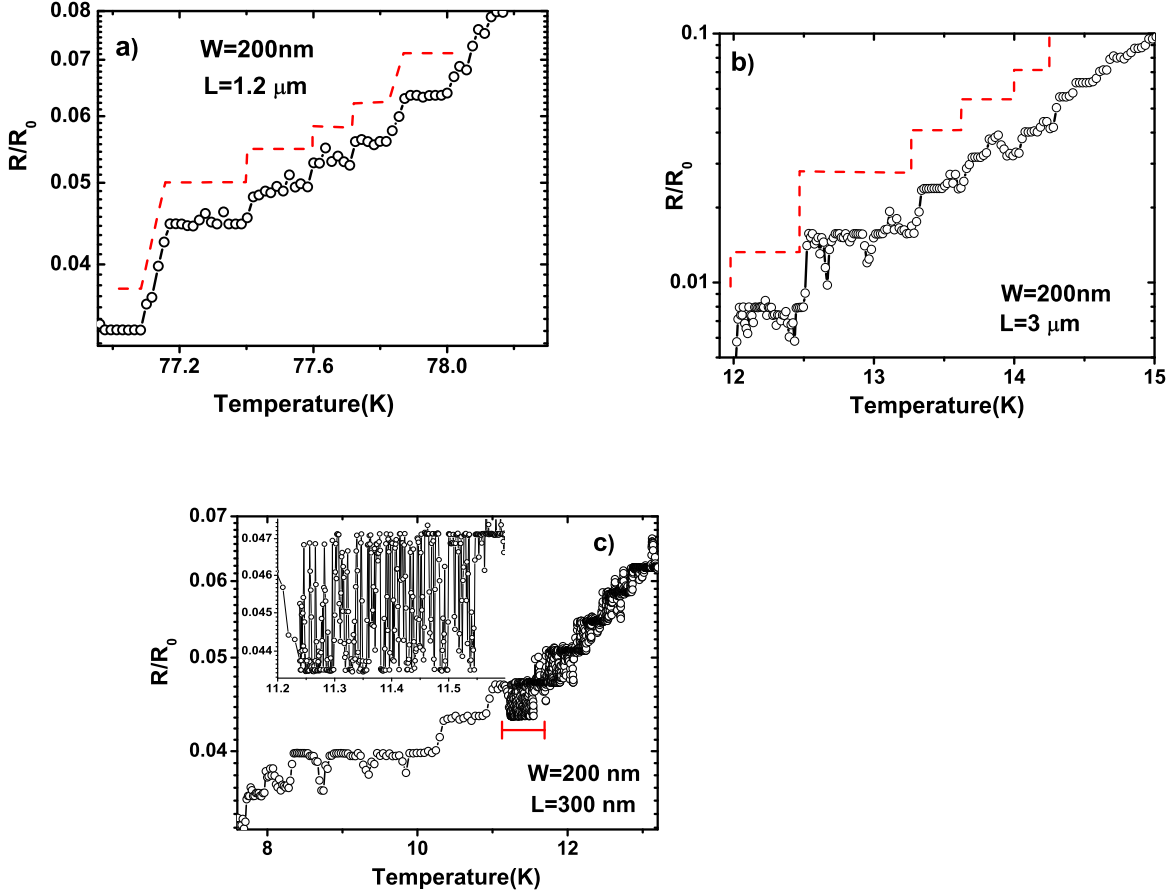 0.08
0.07
0.06
0.05
0.04
R/R0
a)
W=200nm
L=1.2 μm
77.2
77.6
78.0
Temperature(K)
0.1
0.01
R/R0
b)
W=200nm
L=3 μm
12
13
14
15
Temperature(K)
0.07
0.06
0.05
0.04
R/R0
0.047
0.046
0.045
0.044
11.2
11.3
11.4
11.5
c)
W=200 nm
L=300 nm
8
10
12
Temperature(K)